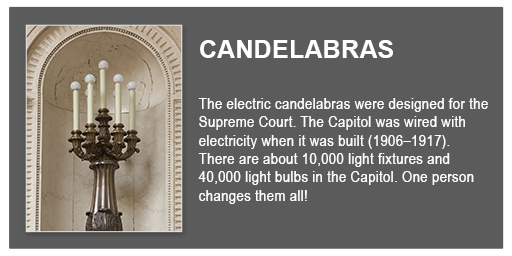 CANDELABRAS
The electric candelabras were designed for the
Supreme Court. The Capitol was wired with
electricity when it was built (1906–1917).
There are about 10,000 light fixtures and
40,000 light bulbs in the Capitol. One person
changes them all!